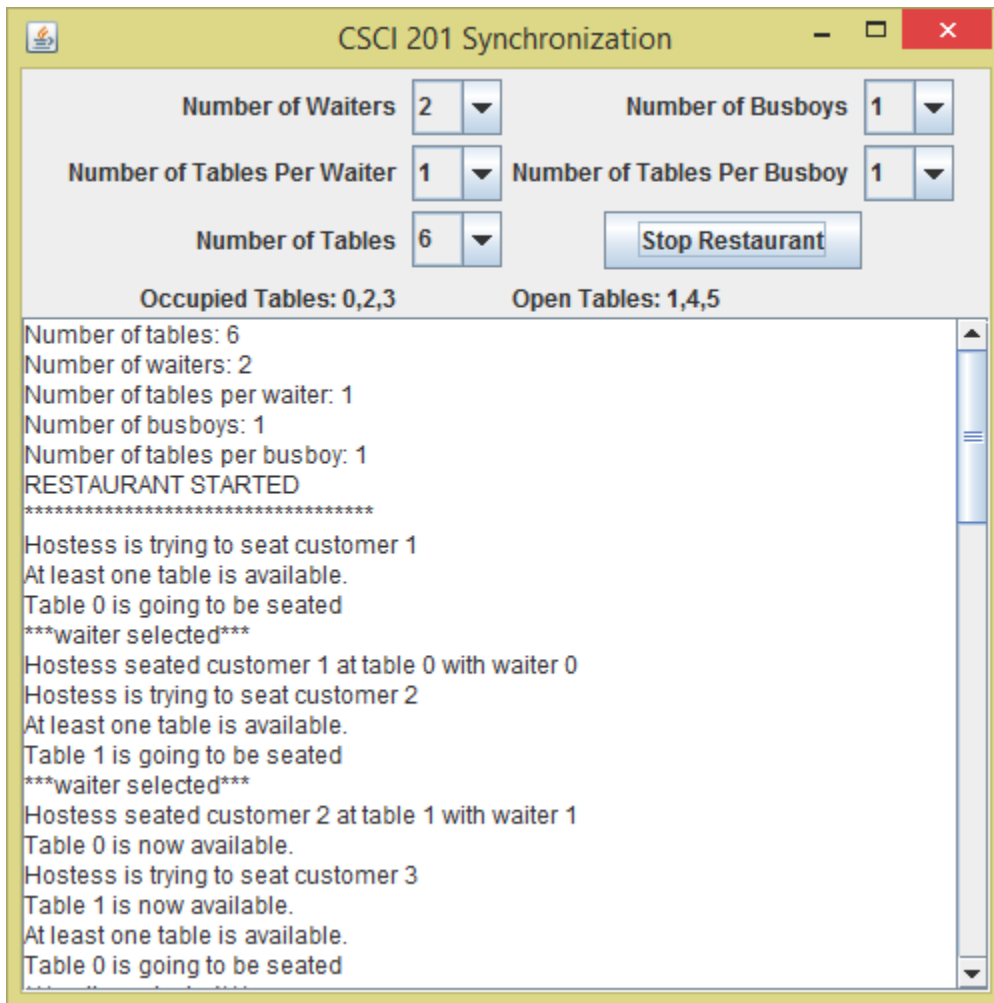 CSCI 201 Synchronization
Number of Waiters 2 Number of Busboys 1
Number of Tables Per Waiter 1 Number of Tables Per Busboy 1
Number of Tables 6 Stop Restaurant
Occupied Tables: 0,2,3 Open Tables: 1,4,5
Number of tables: 6
Number of waiters: 2
Number of tables per waiter: 1
Number of busboys: 1
Number of tables per busboy: 1
RESTAURANT STARTED
***********************************
Hostess is trying to seat customer 1
At least one table is available.
Table 0 is going to be seated
***waiter selected***
Hostess seated customer 1 at table 0 with waiter 0
Hostess is trying to seat customer 2
At least one table is available.
Table 1 is going to be seated
***waiter selected***
Hostess seated customer 2 at table 1 with waiter 1
Table 0 is now available.
Hostess is trying to seat customer 3
Table 1 is now available.
At least one table is available.
Table 0 is going to be seated